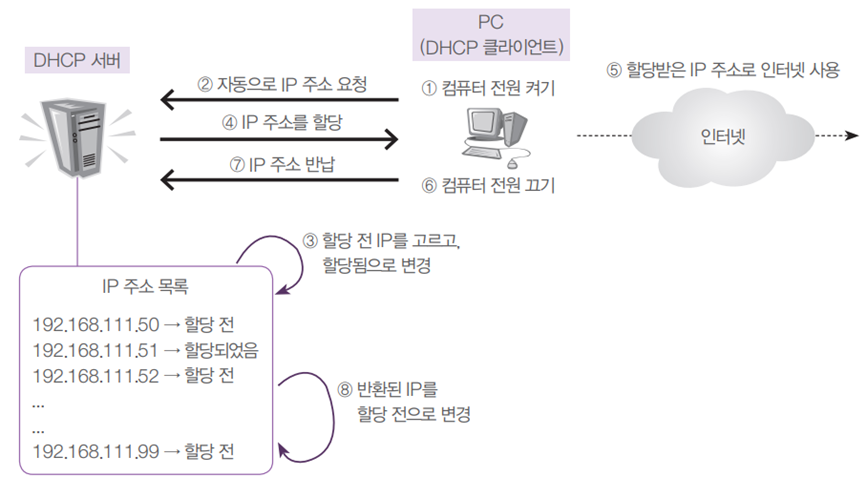 PC
(DHCP 클라이언트)
DHCP 서버
② 자동으로 IP 주소 요청
① 컴퓨터 전원 켜기
⑤ 할당받은 IP 주소로 인터넷 사용
④ IP 주소를 할당
인터넷
⑦ IP 주소 반납
⑥ 컴퓨터 전원 끄기
③ 할당 전 IP를 고르고,
할당됨으로 변경
IP 주소 목록
192.168.111.50 → 할당 전
192.168.111.51 → 할당되었음
192.168.111.52 → 할당 전
...
...
192.168.111.99 → 할당 전
⑧ 반환된 IP를
할당 전으로 변경